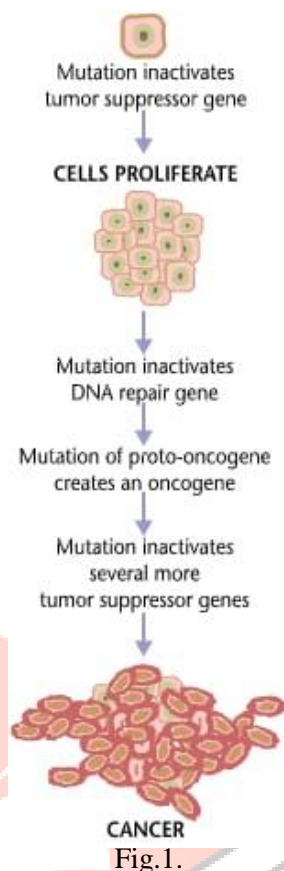 Mutation inactivates
tumor suppressor gene
CELLS PROLIFERATE
Mutation inactivates
DNA repair gene
Mutation of proto-oncogene
creates an oncogene
Mutation inactivates
several more
tumor suppressor genes
CANCER
Fig.1.